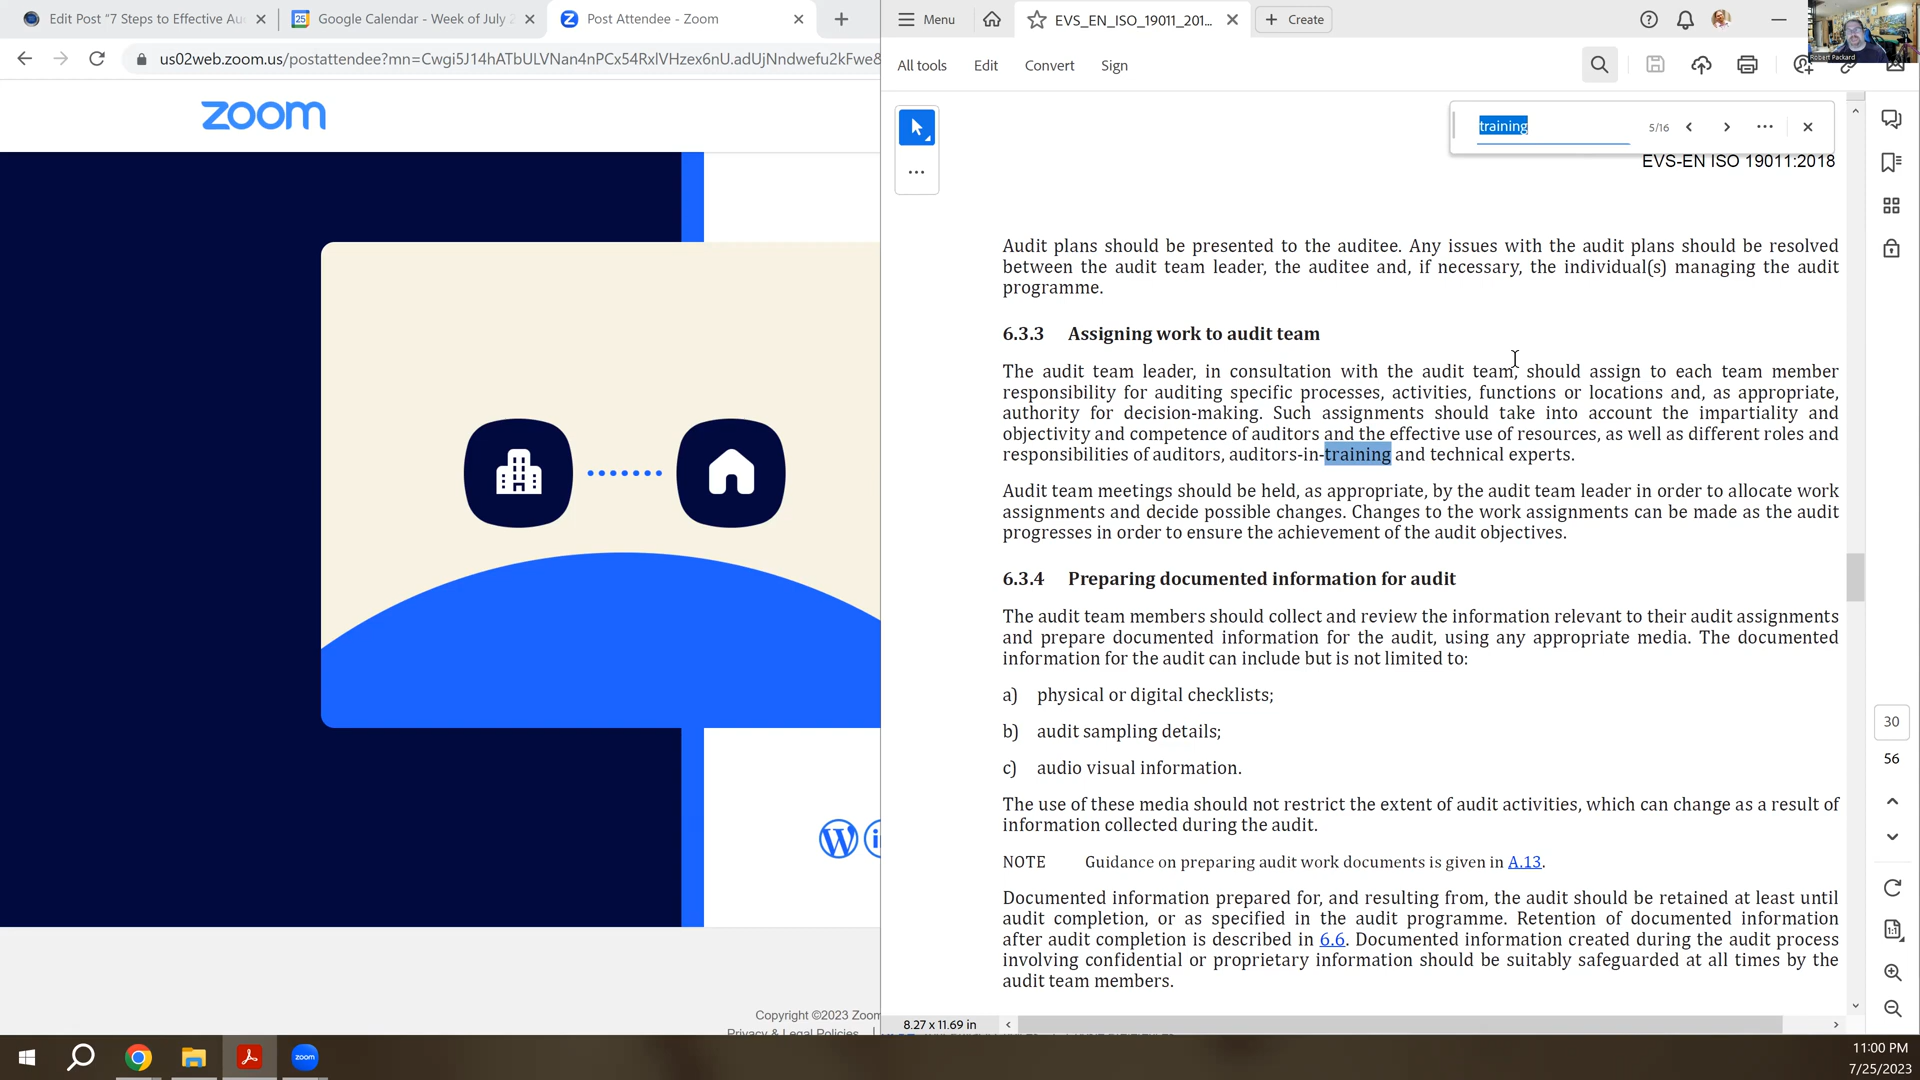 Edit Post "7 Steps to Effective Au
Google Calendar - Week of July 2
Post Attendee - Zoom
us02web.zoom.us/postattendee?mn=Cwgi5J14hATbULVNan4nPCx54RxlVHzex6nU.adUjNndwefu2kFwe8
zoom
Copyright ©2023 Zoom
Privacy & Legal Policies
Menu
EVS_EN_ISO_19011_201...
Create
Robert Packard
All tools
Edit
Convert
Sign
training
5/16
EVS-EN ISO 19011:2018
Audit plans should be presented to the auditee. Any issues with the audit plans should be resolved
between the audit team leader, the auditee and, if necessary, the individual(s) managing the audit
programme.
6.3.3 Assigning work to audit team
The audit team leader, in consultation with the audit team, should assign to each team member
responsibility for auditing specific processes, activities, functions or locations and, as appropriate,
authority for decision-making. Such assignments should take into account the impartiality and
objectivity and competence of auditors and the effective use of resources, as well as different roles and
responsibilities of auditors, auditors-in-training and technical experts.
Audit team meetings should be held, as appropriate, by the audit team leader in order to allocate work
assignments and decide possible changes. Changes to the work assignments can be made as the audit
progresses in order to ensure the achievement of the audit objectives.
6.3.4 Preparing documented information for audit
The audit team members should collect and review the information relevant to their audit assignments
and prepare documented information for the audit, using any appropriate media. The documented
information for the audit can include but is not limited to:
a) physical or digital checklists;
b) audit sampling details;
c) audio visual information.
The use of these media should not restrict the extent of audit activities, which can change as a result of
information collected during the audit.
NOTE Guidance on preparing audit work documents is given in A.13.
Documented information prepared for, and resulting from, the audit should be retained at least until
audit completion, or as specified in the audit programme. Retention of documented information
after audit completion is described in 6.6. Documented information created during the audit process
involving confidential or proprietary information should be suitably safeguarded at all times by the
audit team members.
30
56
8.27 x 11.69 in
zoom
11:00 PM
7/25/2023